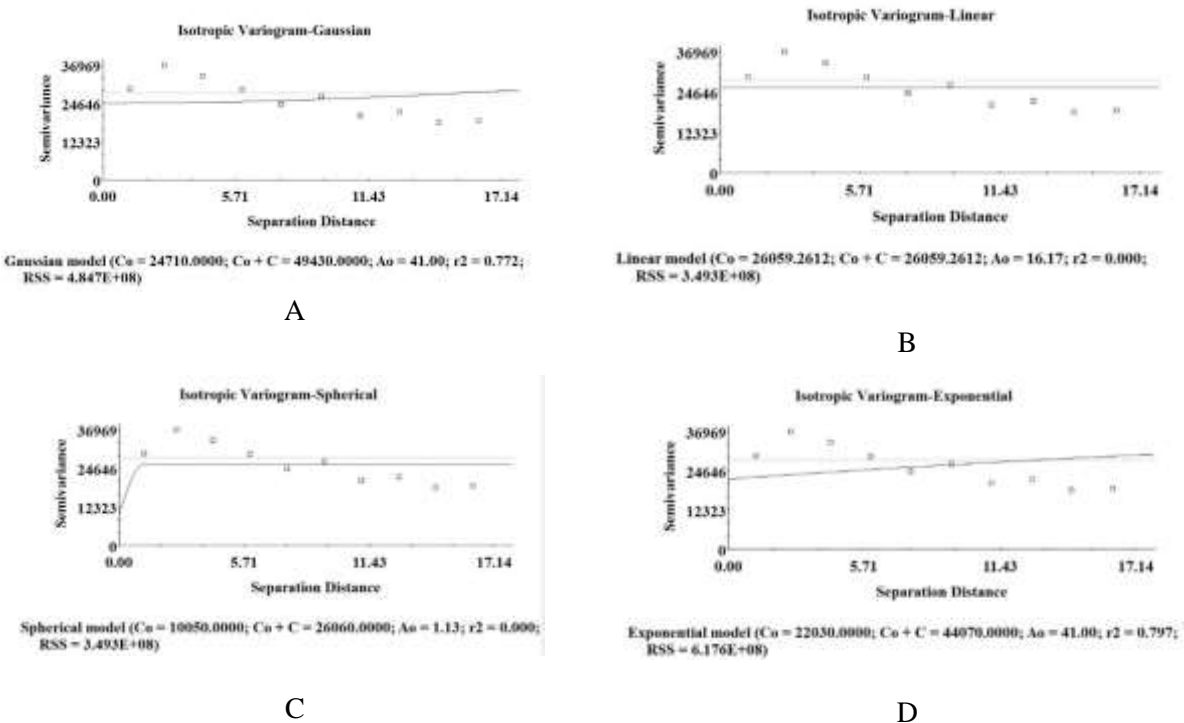 Isotropic Variogram-Gaussian
36969
24646
12323
0
Semivariance
0.00 5.71 11.43 17.14
Separation Distance
Gaussian model (Co = 24710.0000; Co + C = 49430.0000; Ao = 41.00; r2 = 0.772;
RSS = 4.847E+08)
A
Isotropic Variogram-Linear
36969
24646
12323
0
Semivariance
0.00 5.71 11.43 17.14
Separation Distance
Linear model (Co = 26059.2612; Co + C = 26059.2612; Ao = 16.17; r2 = 0.000;
RSS = 3.493E+08)
B
Isotropic Variogram-Spherical
36969
24646
12323
0
Semivariance
0.00 5.71 11.43 17.14
Separation Distance
Spherical model (Co = 10050.0000; Co + C = 26060.0000; Ao = 1.13; r2 = 0.000;
RSS = 3.493E+08)
C
Isotropic Variogram-Exponential
36969
24646
12323
0
Semivariance
0.00 5.71 11.43 17.14
Separation Distance
Exponential model (Co = 22030.0000; Co + C = 44070.0000; Ao = 41.00; r2 = 0.797;
RSS = 6.176E+08)
D